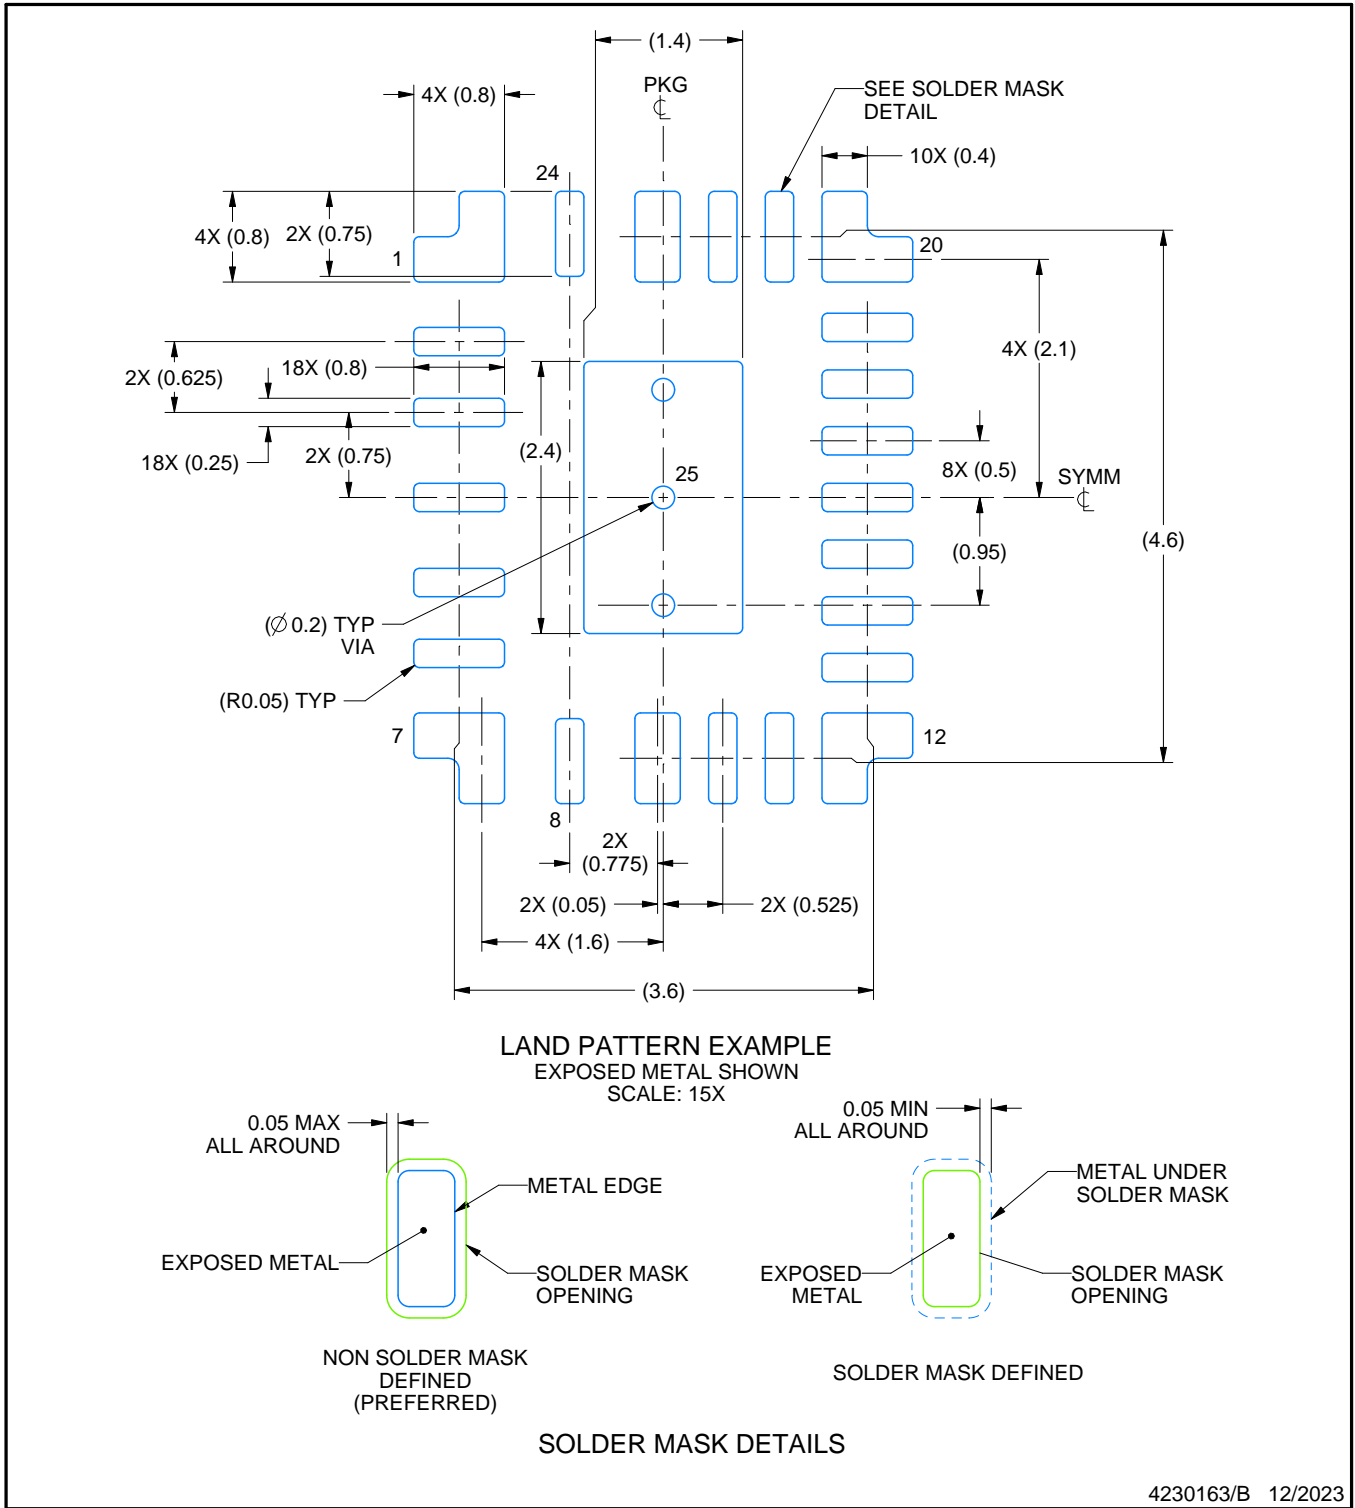 (1.4)
PKG
4X (0.8)
SEE SOLDER MASK
DETAIL
10X (0.4)
24
4X (0.8)
2X (0.75)
1
20
4X (2.1)
18X (0.8)
2X (0.625)
(2.4)
2X (0.75)
18X (0.25)
25
8X (0.5)
SYMM
(4.6)
(0.95)
(Ø 0.2) TYP
VIA
(R0.05) TYP
7
12
8
2X
(0.775)
2X (0.05)
2X (0.525)
4X (1.6)
(3.6)
LAND PATTERN EXAMPLE
EXPOSED METAL SHOWN
SCALE: 15X
0.05 MAX
ALL AROUND
METAL EDGE
EXPOSED METAL
SOLDER MASK
OPENING
NON SOLDER MASK
DEFINED
(PREFERRED)
0.05 MIN
ALL AROUND
METAL UNDER
SOLDER MASK
EXPOSED
METAL
SOLDER MASK
OPENING
SOLDER MASK DEFINED
SOLDER MASK DETAILS
4230163/B 12/2023